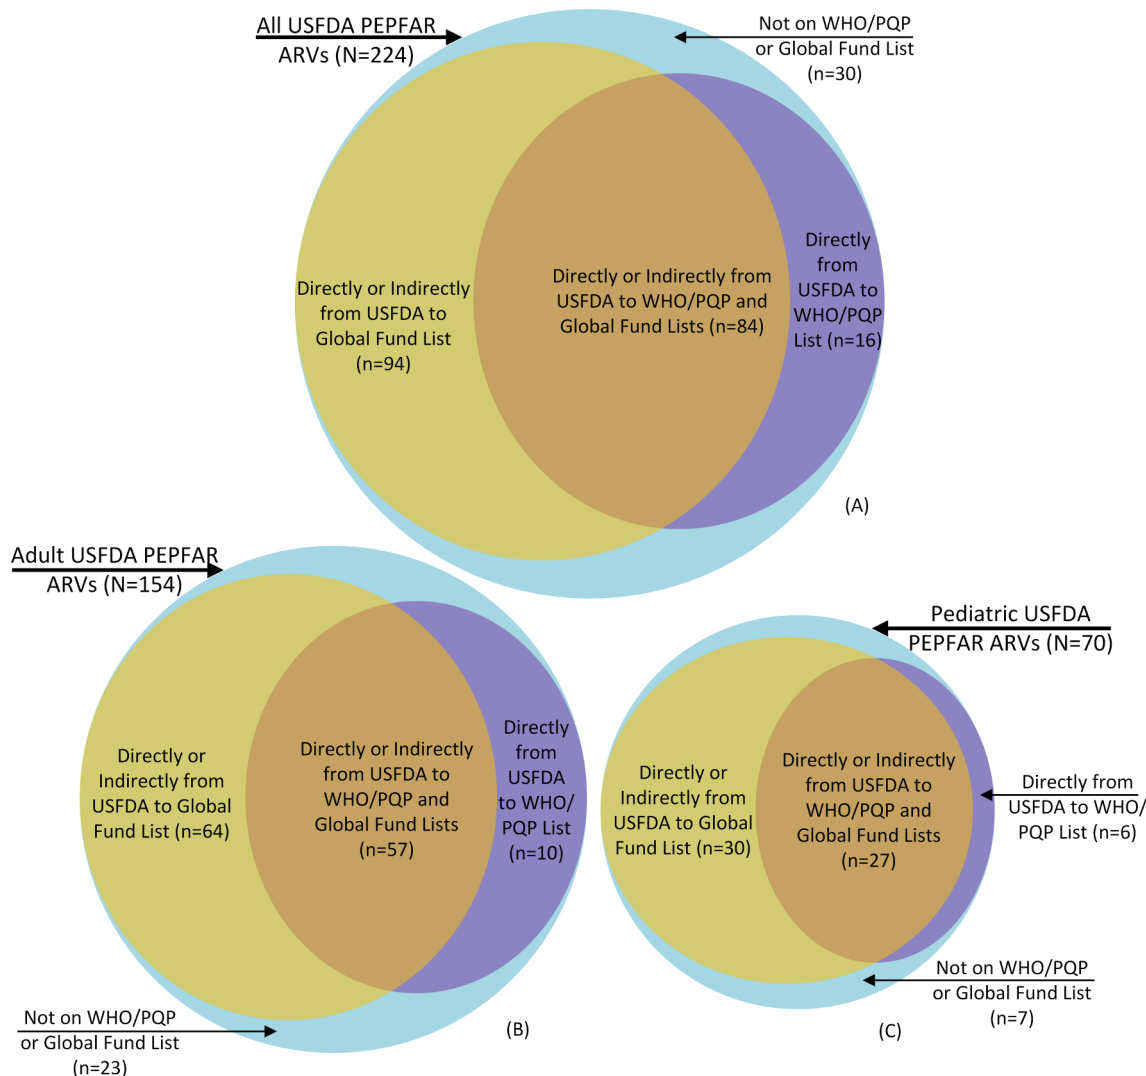 All USFDA PEPFAR
ARVs (N=224)
Not on WHO/PQP
or Global Fund List
(n=30)
Directly or Indirectly
from USFDA to
Global Fund List
(n=94)
Directly or Indirectly from
USFDA to WHO/PQP and
Global Fund Lists (n=84)
Directly
from
USFDA to
WHO/PQP
List (n=16)
(A)
Adult USFDA PEPFAR
ARVs (N=154)
Directly or
Indirectly from
USFDA to Global
Fund List (n=64)
Directly or Indirectly
from USFDA to
WHO/PQP and
Global Fund Lists
(n=57)
Directly
from
USFDA
to WHO/
PQP List
(n=10)
Not on WHO/PQP
or Global Fund List
(n=23)
(B)
Pediatric USFDA
PEPFAR ARVs (N=70)
Directly or
Indirectly from
USFDA to Global
Fund List (n=30)
Directly or Indirectly
from USFDA to
WHO/PQP and
Global Fund Lists
(n=27)
Directly from
USFDA to WHO/
PQP List (n=6)
Not on WHO/PQP
or Global Fund List
(n=7)
(C)